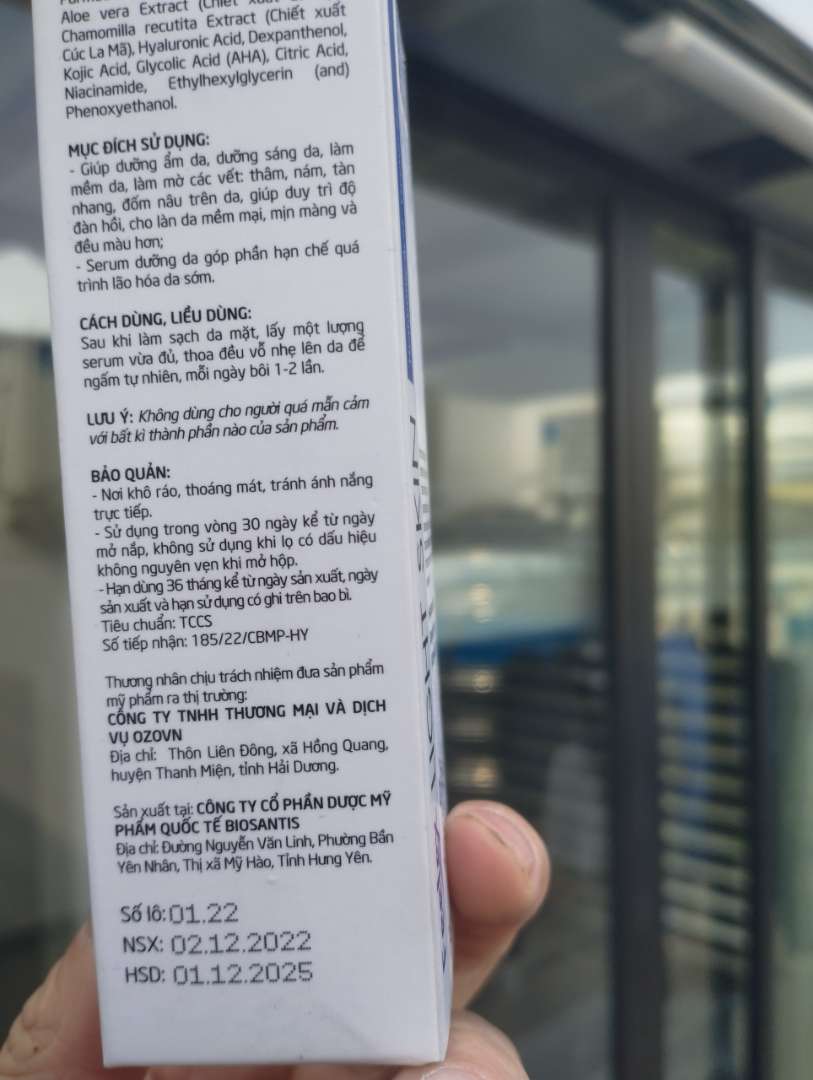 Aloe vera Extract (Chiết
Chamomilla recutita Extract (Chiết xuất
Cúc La Mã), Hyaluronic Acid, Dexpanthenol,
Kojic Acid, Glycolic Acid (AHA), Citric Acid,
Niacinamide, Ethylhexylglycerin (and)
Phenoxyethanol.
MỤC ĐÍCH SỬ DỤNG:
- Giúp dưỡng ẩm da, dưỡng sáng da, làm
mềm da, làm mờ các vết: thâm, nám, tàn
nhang, đốm nâu trên da, giúp duy trì độ
đàn hồi, cho làn da mềm mại, mịn màng và
đều màu hơn;
- Serum dưỡng da góp phần hạn chế quá
trình lão hóa da sớm.
CÁCH DÙNG, LIỀU DÙNG:
Sau khi làm sạch da mặt, lấy một lượng
serum vừa đủ, thoa đều vỗ nhẹ lên da để
ngấm tự nhiên, mỗi ngày bôi 1-2 lần.
LƯU Ý: Không dùng cho người quá mẫn cảm
với bất kì thành phần nào của sản phẩm.
BẢO QUẢN:
- Nơi khô ráo, thoáng mát, tránh ánh nắng
trực tiếp.
- Sử dụng trong vòng 30 ngày kể từ ngày
mở nắp, không sử dụng khi lọ có dấu hiệu
không nguyên vẹn khi mở hộp.
- Hạn dùng 36 tháng kể từ ngày sản xuất, ngày
sản xuất và hạn sử dụng có ghi trên bao bì.
Tiêu chuẩn: TCCS
Số tiếp nhận: 185/22/CBMP-HY
Thương nhân chịu trách nhiệm đưa sản phẩm
mỹ phẩm ra thị trường:
CÔNG TY TNHH THƯƠNG MẠI VÀ DỊCH
VỤ OZOVN
Địa chỉ: Thôn Liên Đông, xã Hồng Quang,
huyện Thanh Miện, tỉnh Hải Dương.
Sản xuất tại: CÔNG TY CỔ PHẦN DƯỢC MỸ
PHẨM QUỐC TẾ BIOSANTIS
Địa chỉ: Đường Nguyễn Văn Linh, Phường Bần
Yên Nhân, Thị xã Mỹ Hào, Tỉnh Hưng Yên.
Số lô: 01.22
NSX: 02.12.2022
HSD: 01.12.2025